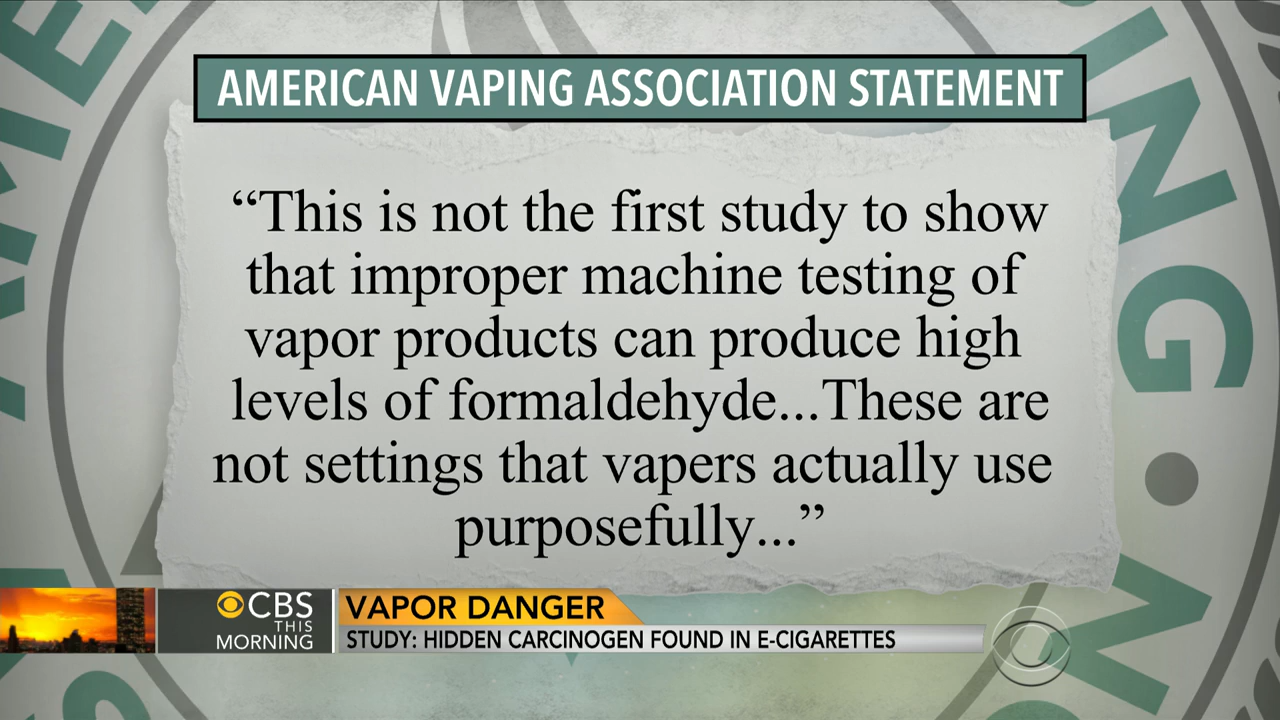 AMERICAN VAPING ASSOCIATION STATEMENT
“This is not the first study to show
that improper machine testing of
vapor products can produce high
levels of formaldehyde...These are
not settings that vapers actually use
purposefully...”
CBS
THIS
MORNING
VAPOR DANGER
STUDY: HIDDEN CARCINOGEN FOUND IN E-CIGARETTES